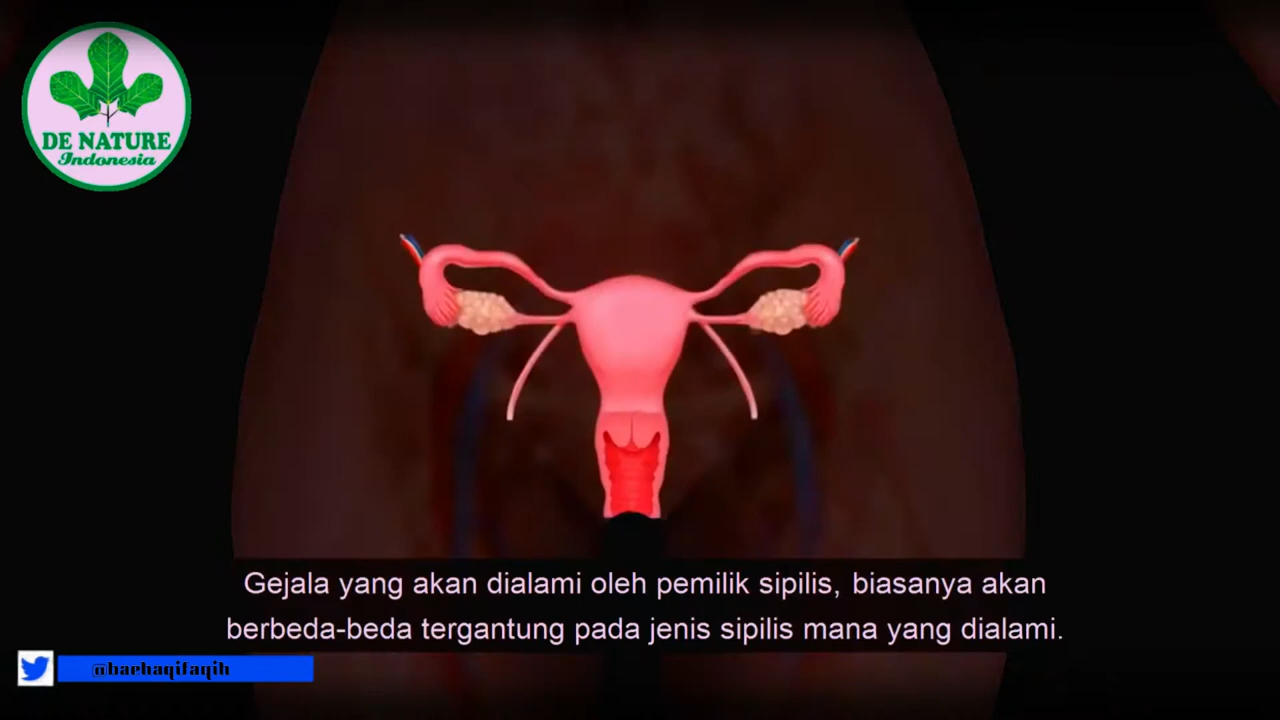 DE NATURE
Indonesia
Gejala yang akan dialami oleh pemilik sipilis, biasanya akan
berbeda-beda tergantung pada jenis sipilis mana yang dialami.
@baehaqifaqih